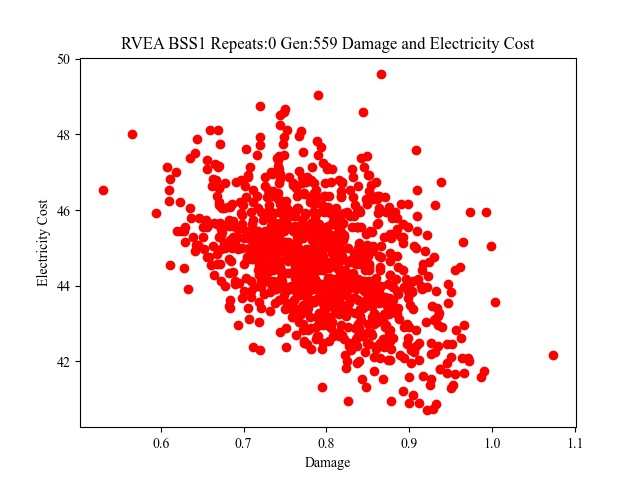 RVEA BSS1 Repeats:0 Gen:559 Damage and Electricity Cost
50
48
46
44
42
Electricity Cost
0.6 0.7 0.8 0.9 1.0 1.1
Damage